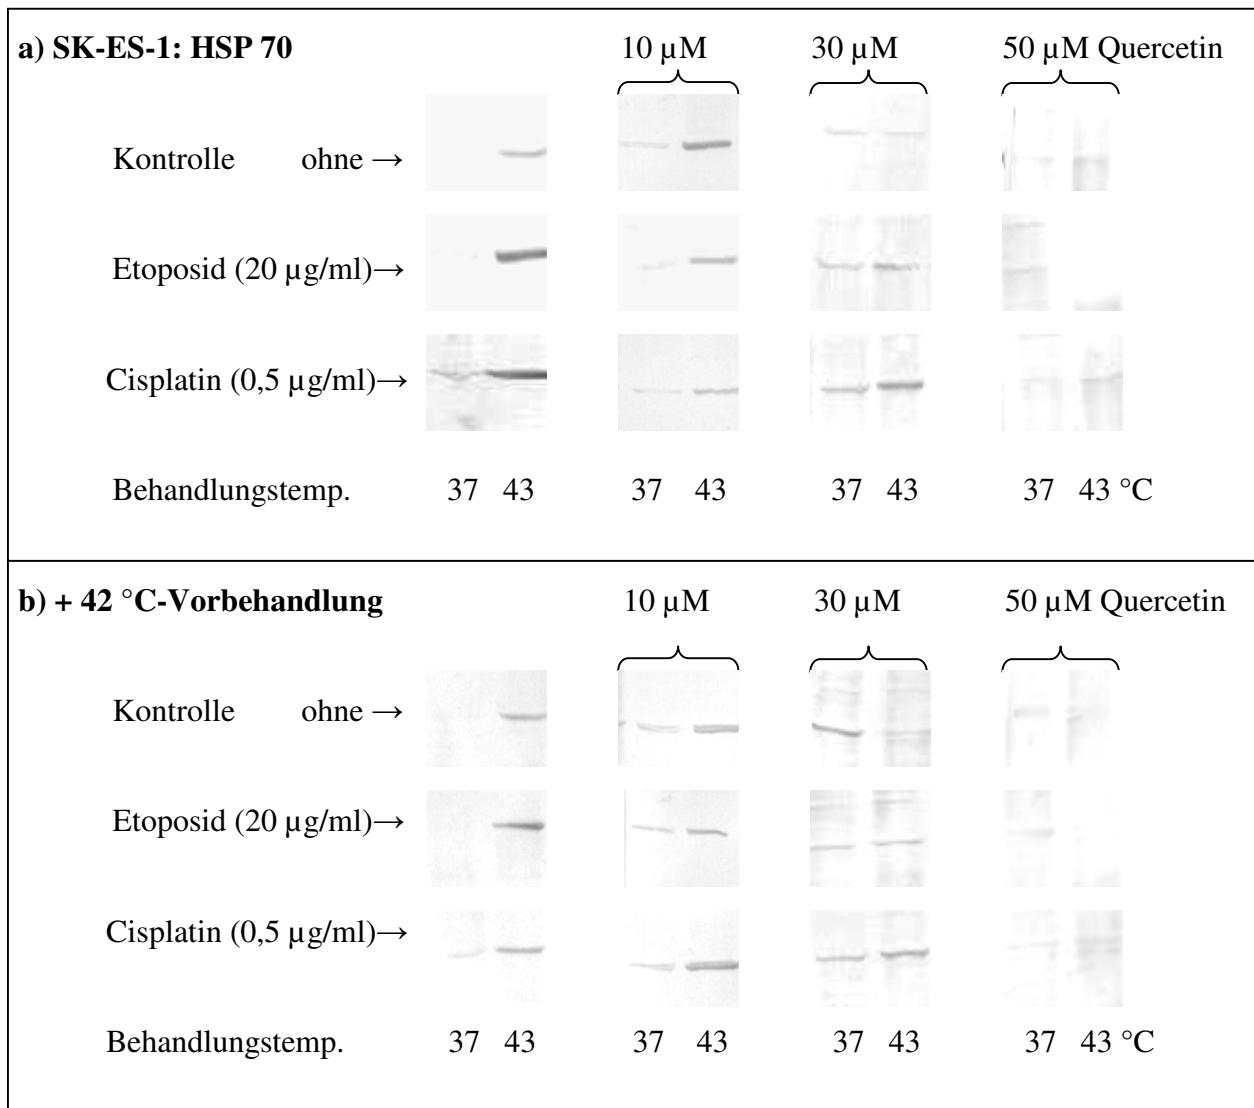 a) SK-ES-1: HSP 70 10 µM 30 µM 50 µM Quercetin
Kontrolle ohne →
Etoposid (20 µg/ml)→
Cisplatin (0,5 µg/ml)→
Behandlungstemp. 37 43 37 43 37 43 37 43 °C
b) + 42 °C-Vorbehandlung 10 µM 30 µM 50 µM Quercetin
Kontrolle ohne →
Etoposid (20 µg/ml)→
Cisplatin (0,5 µg/ml)→
Behandlungstemp. 37 43 37 43 37 43 37 43 °C